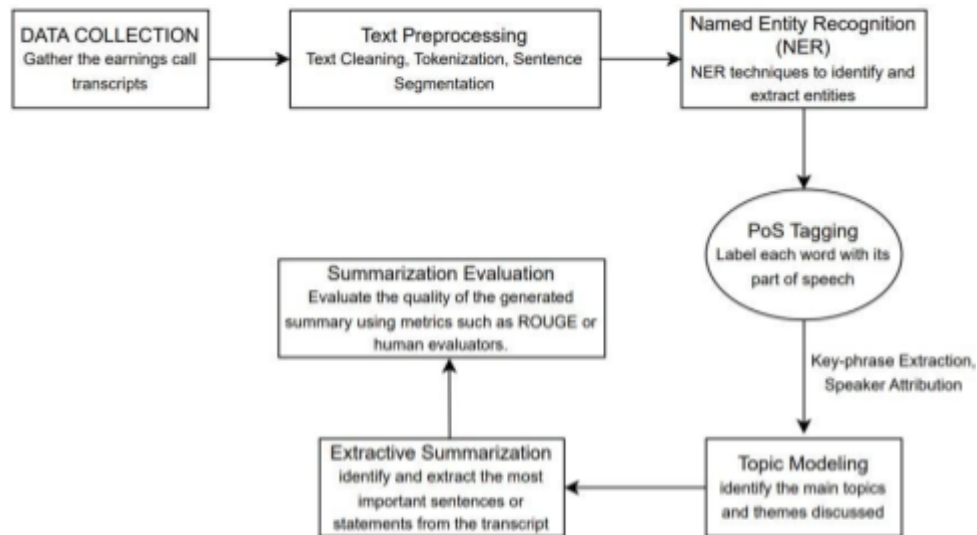 DATA COLLECTION
Gather the earnings call
transcripts
Text Preprocessing
Text Cleaning, Tokenization, Sentence
Segmentation
Named Entity Recognition
(NER)
NER techniques to identify and
extract entities
PoS Tagging
Label each word with its
part of speech
Key-phrase Extraction,
Speaker Attribution
Topic Modeling
identify the main topics
and themes discussed
Extractive Summarization
identify and extract the most
important sentences or
statements from the transcript
Summarization Evaluation
Evaluate the quality of the generated
summary using metrics such as ROUGE or
human evaluators.